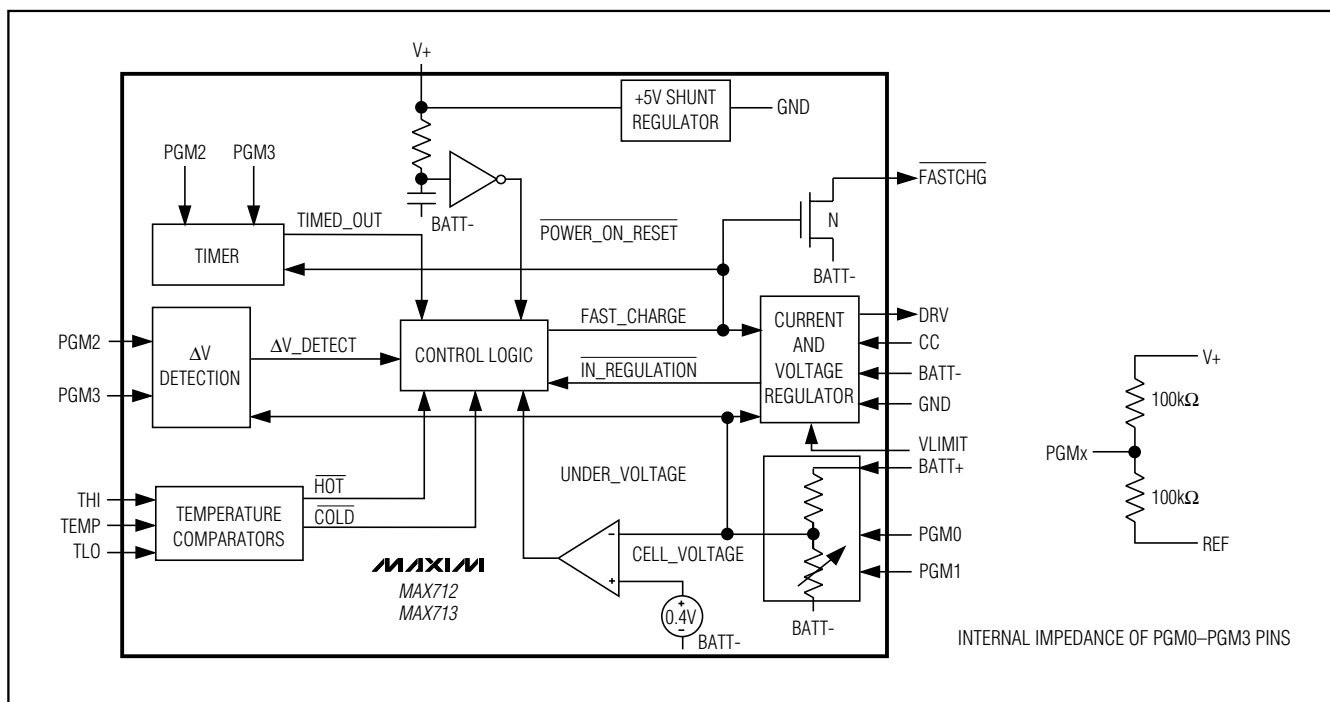 V+
+5V SHUNT
REGULATOR
GND
PGM2
PGM3
FASTCHG
N
BATT-
BATT-
TIMED_OUT
POWER_ON_RESET
TIMER
PGM2
PGM3
ΔV
DETECTION
ΔV_DETECT
CONTROL LOGIC
FAST_CHARGE
IN_REGULATION
CURRENT
AND
VOLTAGE
REGULATOR
DRV
CC
BATT-
GND
VLIMIT
BATT+
PGM0
PGM1
BATT-
UNDER_VOLTAGE
CELL_VOLTAGE
-
+
+
0.4V
-
BATT-
THI
TEMP
TLO
TEMPERATURE
COMPARATORS
HOT
COLD
MAXIM
MAX712
MAX713
V+
100kΩ
PGMx
100kΩ
REF
INTERNAL IMPEDANCE OF PGM0–PGM3 PINS